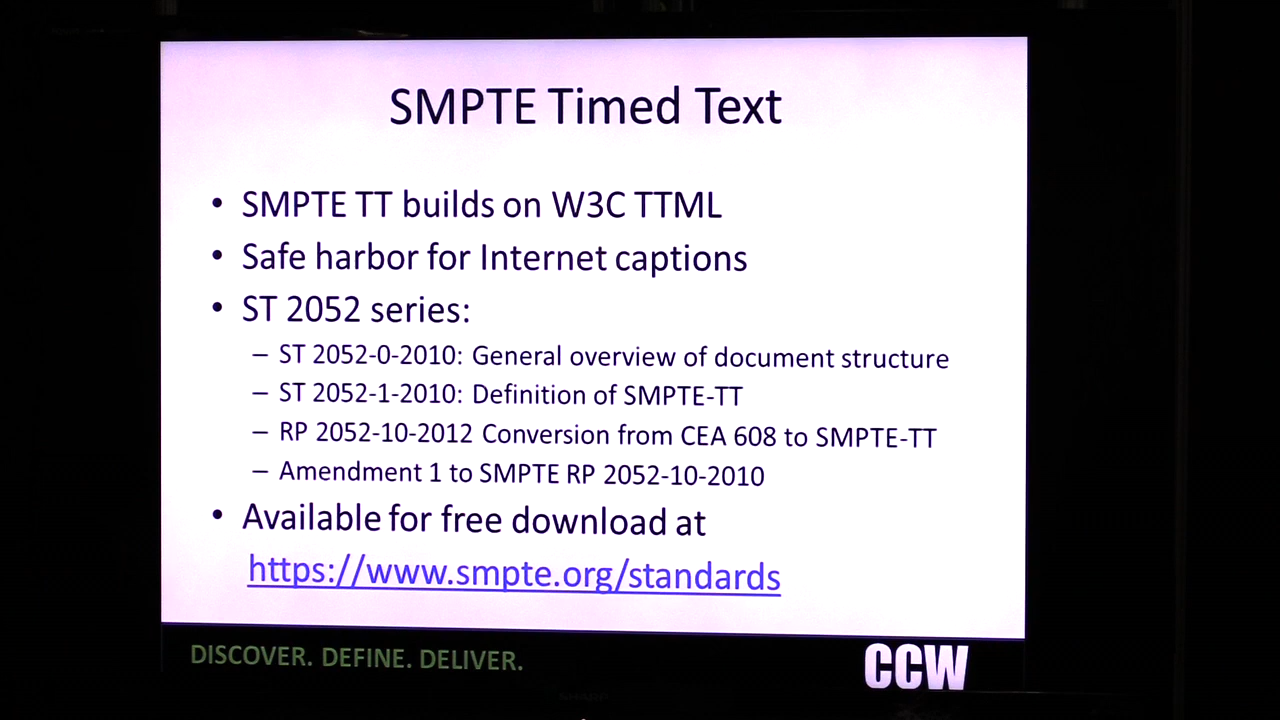 SMPTE Timed Text
• SMPTE TT builds on W3C TTML
• Safe harbor for Internet captions
• ST 2052 series:
– ST 2052-0-2010: General overview of document structure
– ST 2052-1-2010: Definition of SMPTE-TT
– RP 2052-10-2012 Conversion from CEA 608 to SMPTE-TT
– Amendment 1 to SMPTE RP 2052-10-2010
• Available for free download at
https://www.smpte.org/standards
DISCOVER. DEFINE. DELIVER.
CCW
SHARP